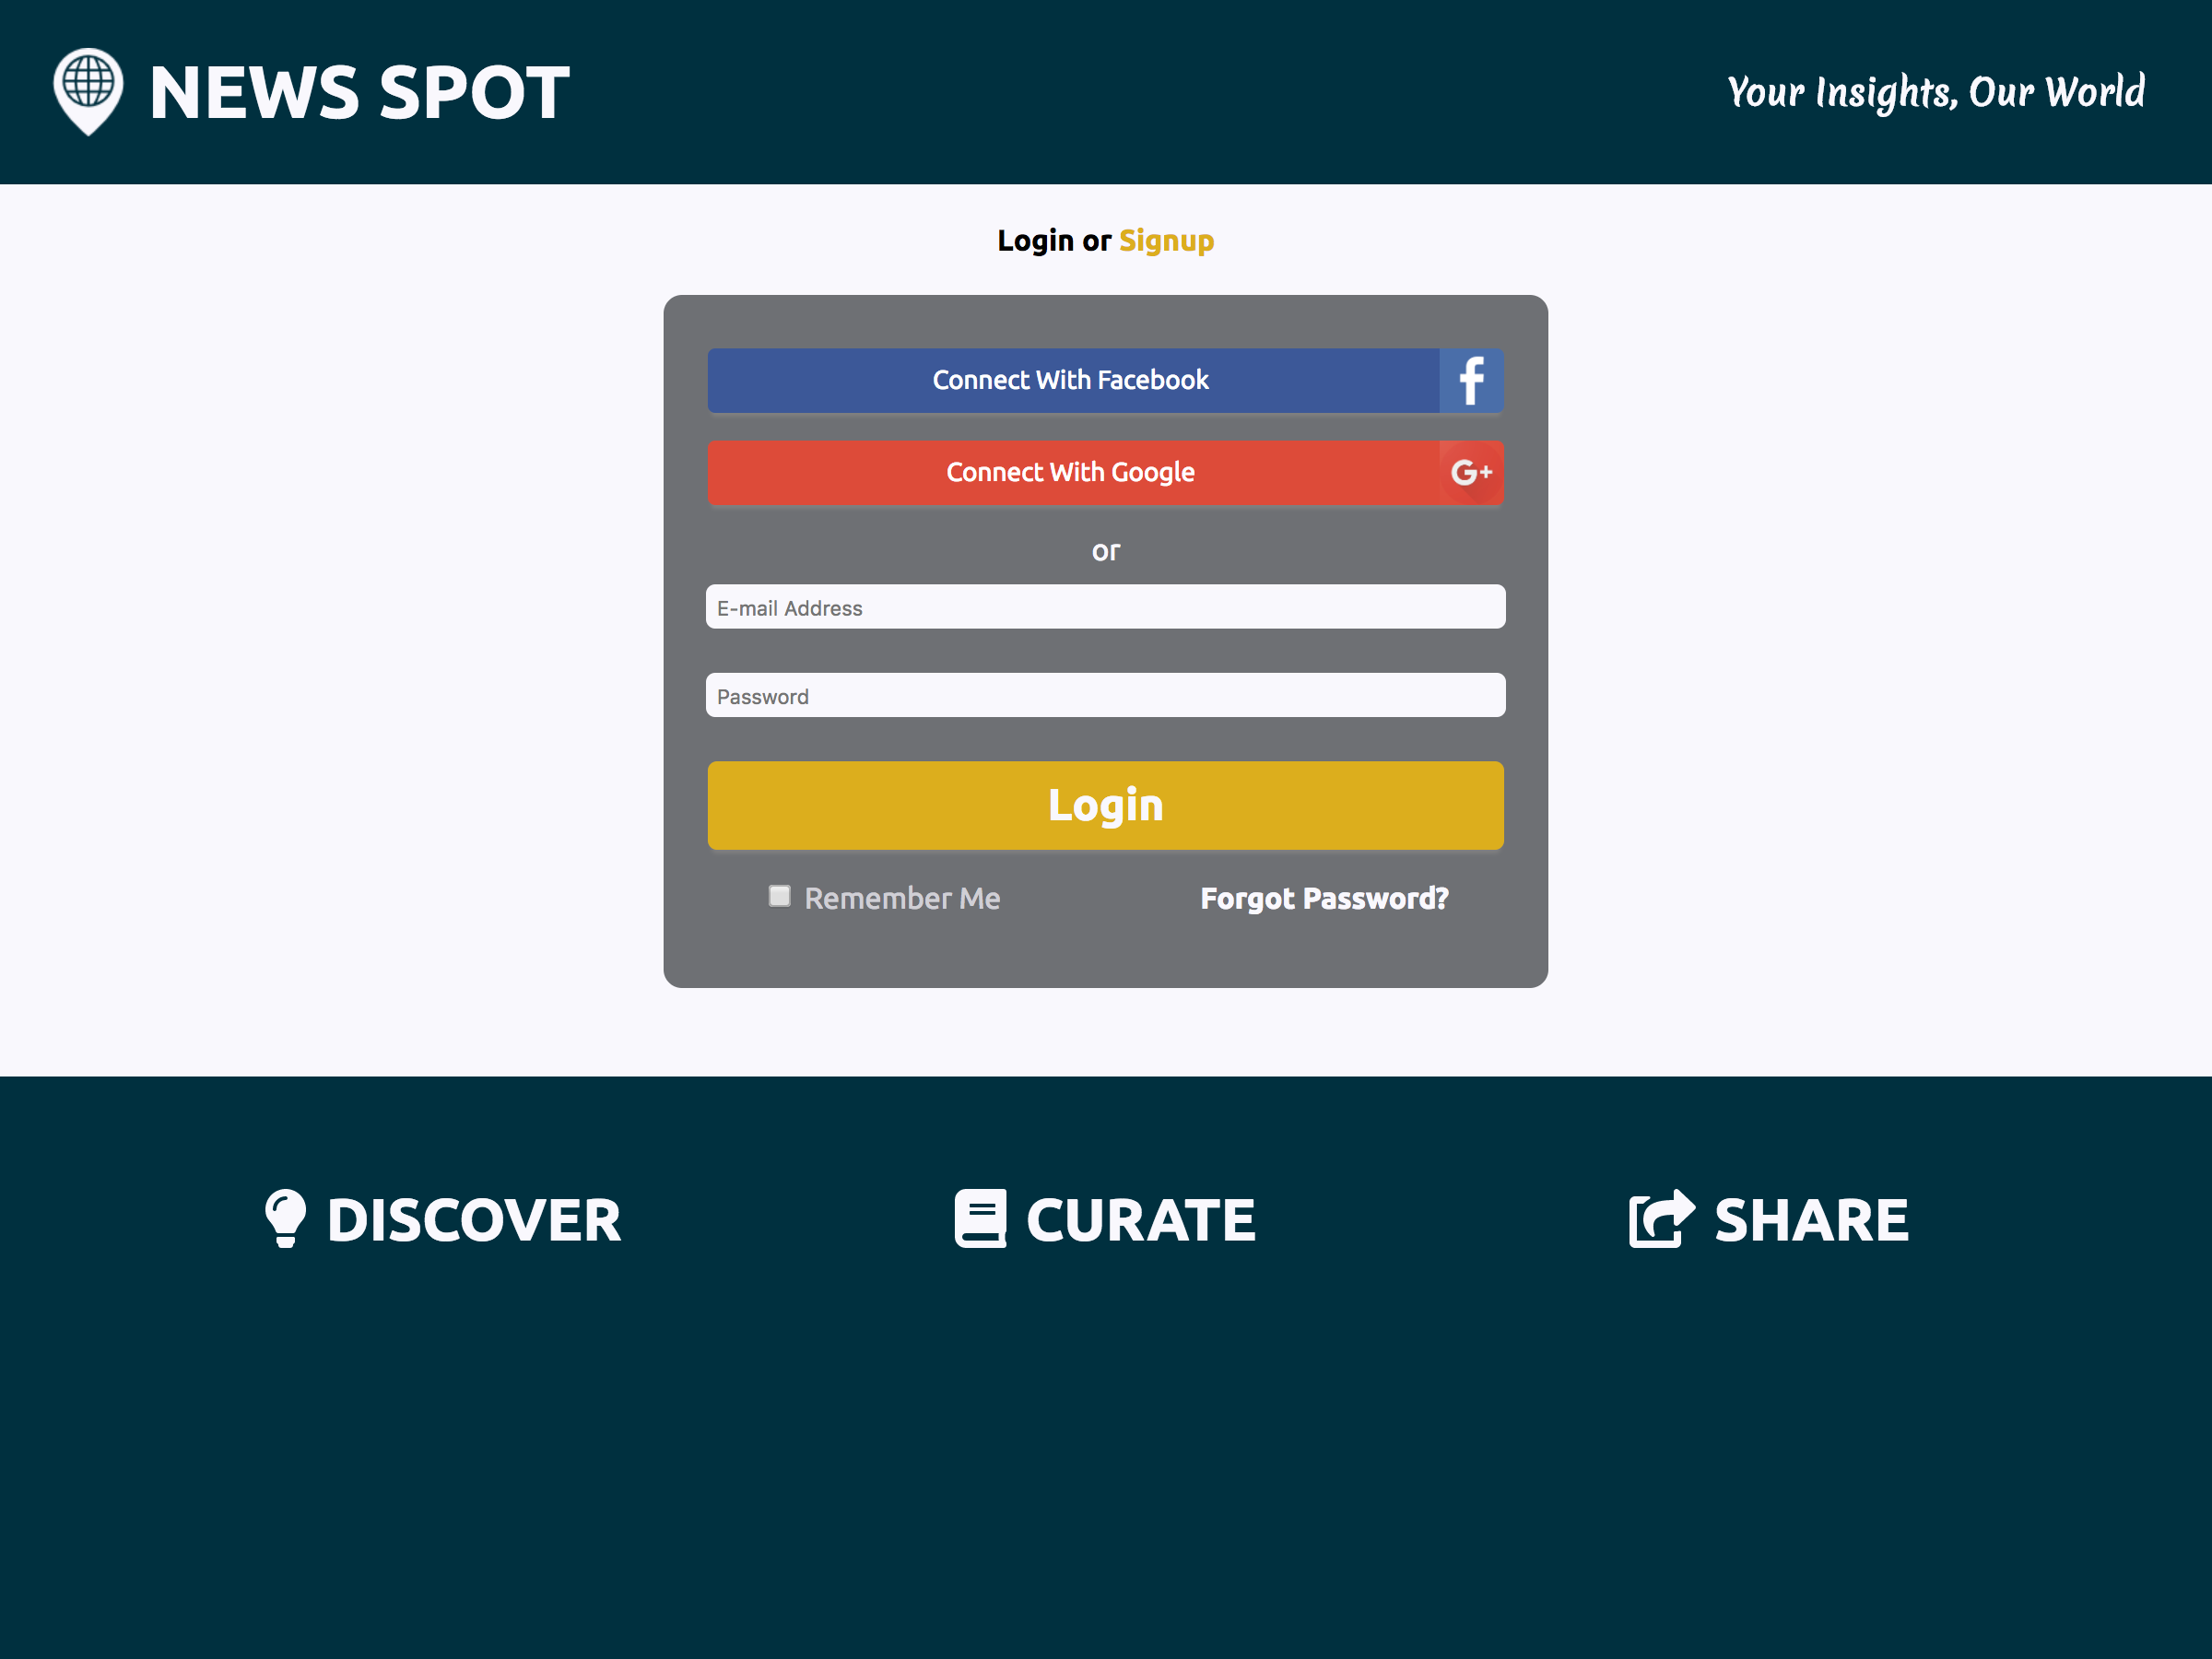 NEWS SPOT
Your Insights, Our World
Login or Signup
Connect With Facebook
f
Connect With Google
G+
or
E-mail Address
Password
Login
Remember Me
Forgot Password?
DISCOVER
CURATE
SHARE